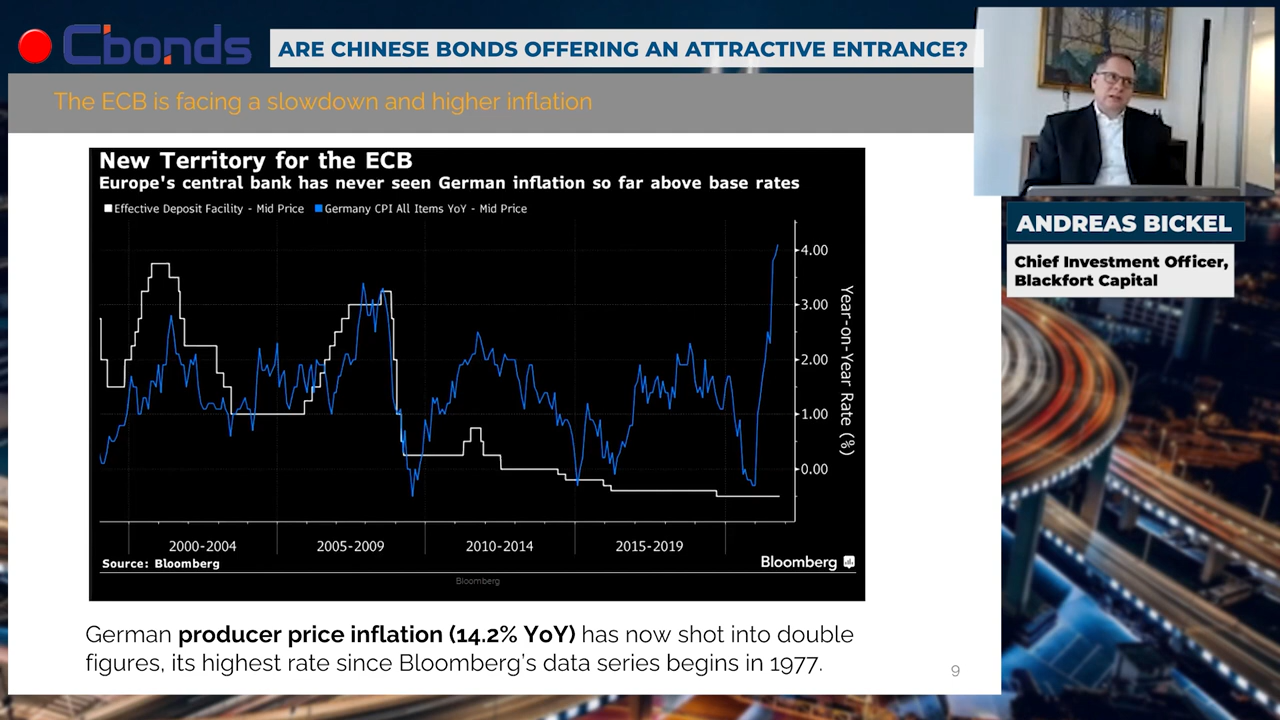 Cbonds
ARE CHINESE BONDS OFFERING AN ATTRACTIVE ENTRANCE?
The ECB is facing a slowdown and higher inflation
New Territory for the ECB
Europe's central bank has never seen German inflation so far above base rates
Effective Deposit Facility - Mid Price Germany CPI All Items YoY - Mid Price
4.00
3.00
2.00
1.00
0.00
Year-on-Year Rate (%)
2000-2004 2005-2009 2010-2014 2015-2019
Source: Bloomberg
Bloomberg
Bloomberg
German producer price inflation (14.2% YoY) has now shot into double
figures, its highest rate since Bloomberg's data series begins in 1977.
9
ANDREAS BICKEL
Chief Investment Officer,
Blackfort Capital